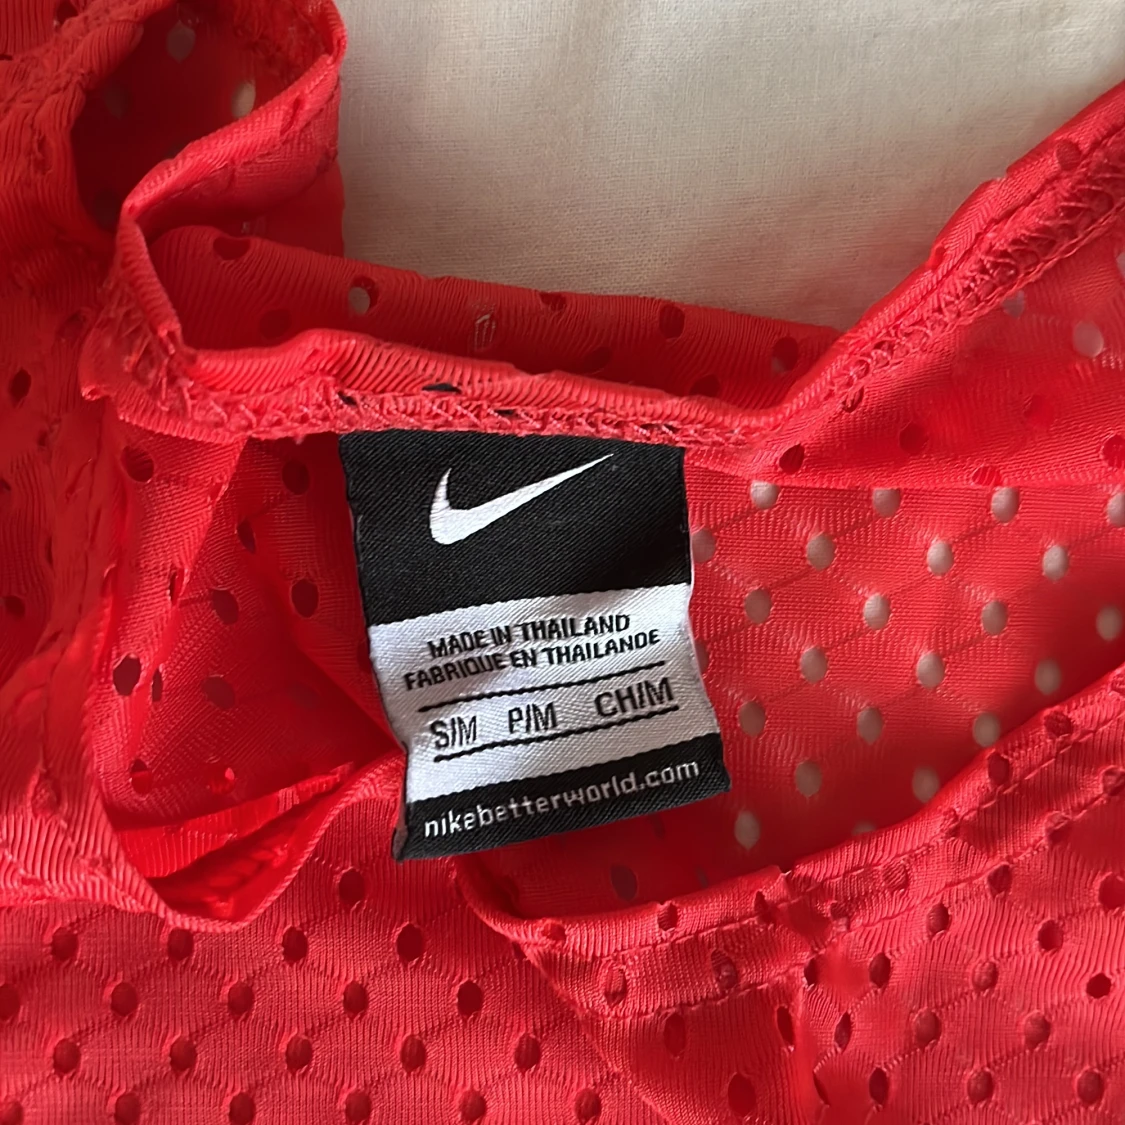 MADE IN THAILAND
FABRIQUE EN THAILANDE
S/M P/M CH/M
nikebetterworld.com